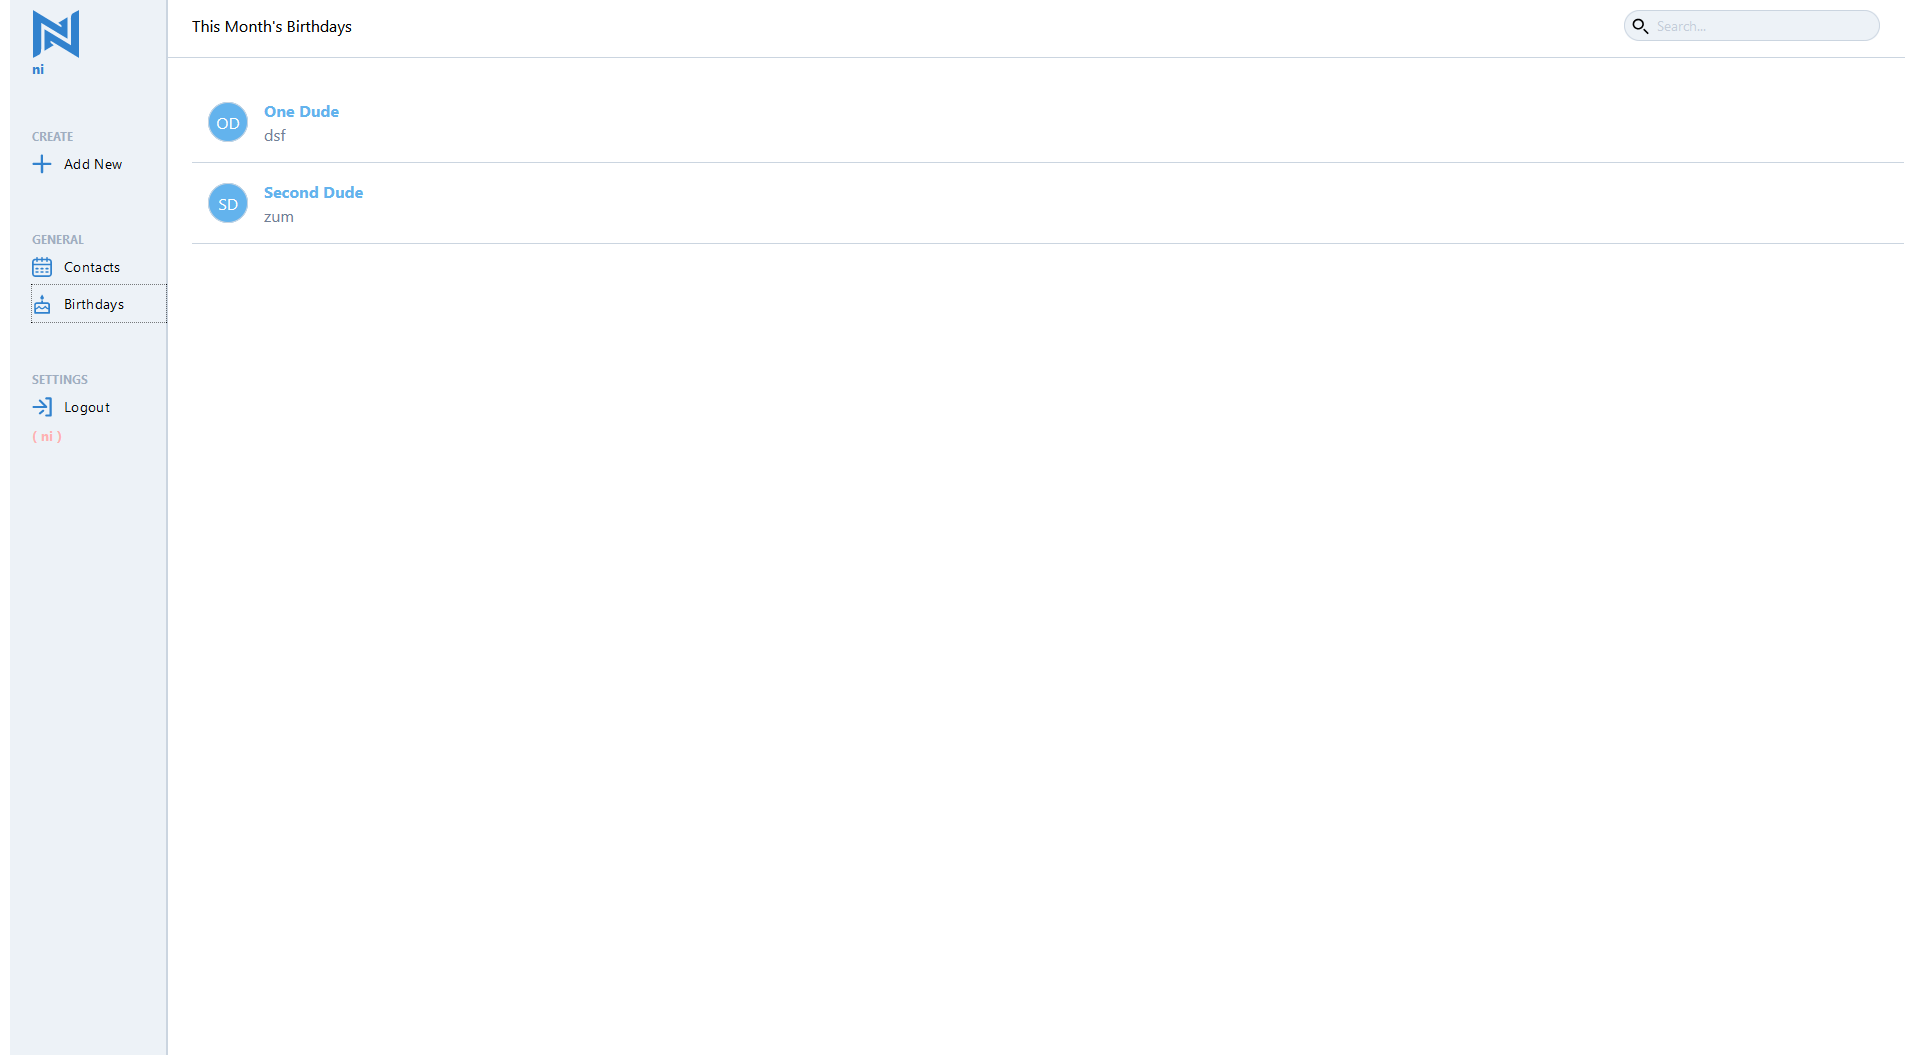 ni
CREATE
Add New
GENERAL
Contacts
Birthdays
SETTINGS
Logout
( ni )
This Month's Birthdays
Search...
OD
One Dude
dsf
SD
Second Dude
zum